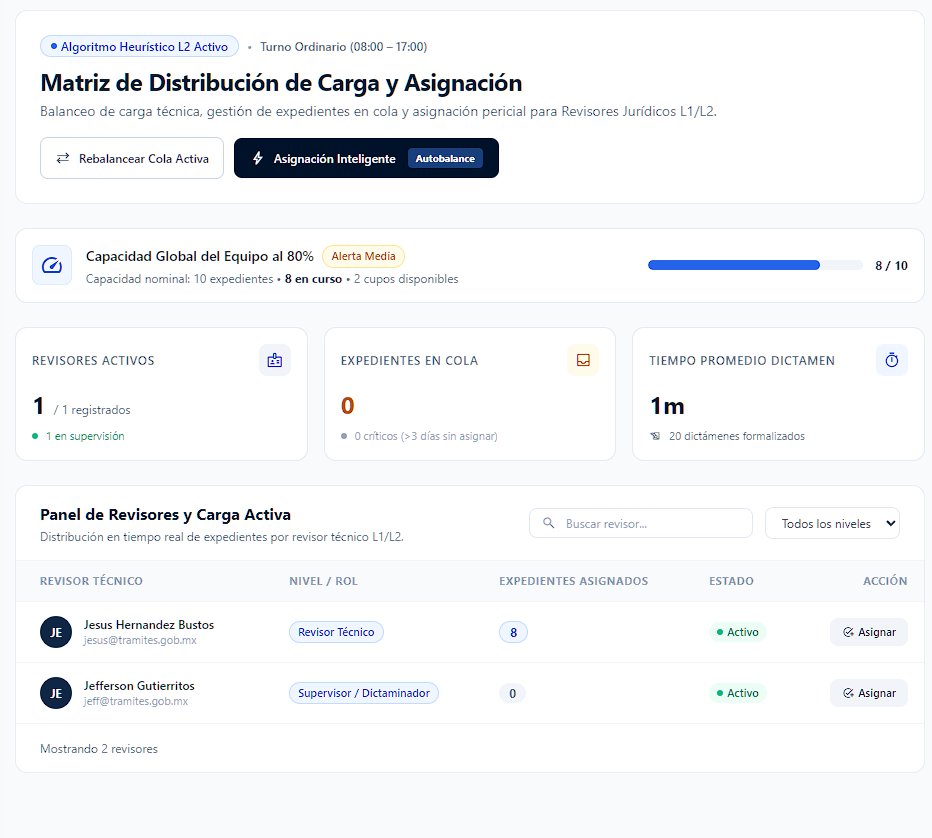 Algoritmo Heurístico L2 Activo • Turno Ordinario (08:00 – 17:00)
Matriz de Distribución de Carga y Asignación
Balanceo de carga técnica, gestión de expedientes en cola y asignación pericial para Revisores Jurídicos L1/L2.
Rebalancear Cola Activa
Asignación Inteligente Autobalance
Capacidad Global del Equipo al 80% Alerta Media
Capacidad nominal: 10 expedientes • 8 en curso • 2 cupos disponibles
8 / 10
REVISORES ACTIVOS
1 / 1 registrados
1 en supervisión
EXPEDIENTES EN COLA
0
0 críticos (>3 días sin asignar)
TIEMPO PROMEDIO DICTAMEN
1m
20 dictámenes formalizados
Panel de Revisores y Carga Activa
Distribución en tiempo real de expedientes por revisor técnico L1/L2.
Buscar revisor...
Todos los niveles
REVISOR TÉCNICO NIVEL / ROL EXPEDIENTES ASIGNADOS ESTADO ACCIÓN
JE Jesus Hernandez Bustos Revisor Técnico 8 Activo Asignar
jesus@tramites.gob.mx
JE Jefferson Gutierritos Supervisor / Dictaminador 0 Activo Asignar
jeff@tramites.gob.mx
Mostrando 2 revisores